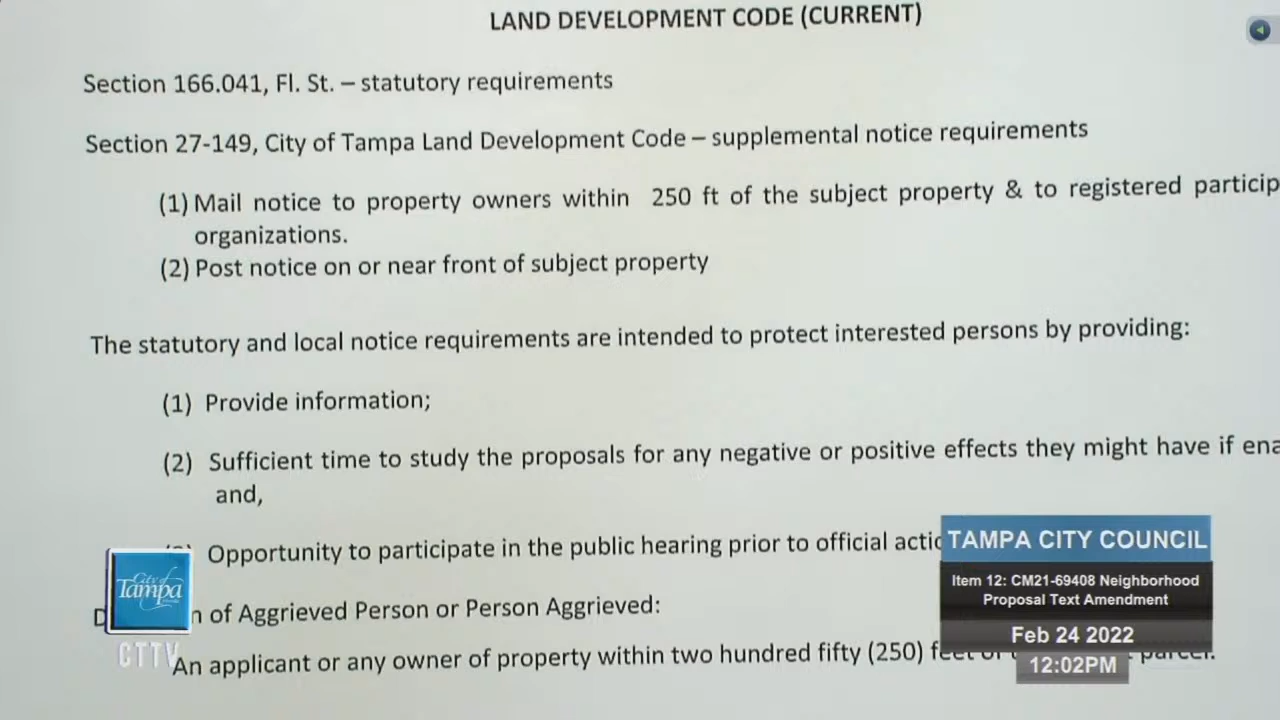 LAND DEVELOPMENT CODE (CURRENT)
Section 166.041, Fl. St. – statutory requirements
Section 27-149, City of Tampa Land Development Code – supplemental notice requirements
(1) Mail notice to property owners within 250 ft of the subject property & to registered
organizations.
(2) Post notice on or near front of subject property
The statutory and local notice requirements are intended to protect interested persons by providing:
(1) Provide information;
(2) Sufficient time to study the proposals for any negative or positive effects they might have if
and,
Opportunity to participate in the public hearing prior to official
of Aggrieved Person or Person Aggrieved:
An applicant or any owner of property within two hundred fifty (250)
City of
Tampa
CTTV
TAMPA CITY COUNCIL
Item 12: CM21-69408 Neighborhood
Proposal Text Amendment
Feb 24 2022
12:02PM